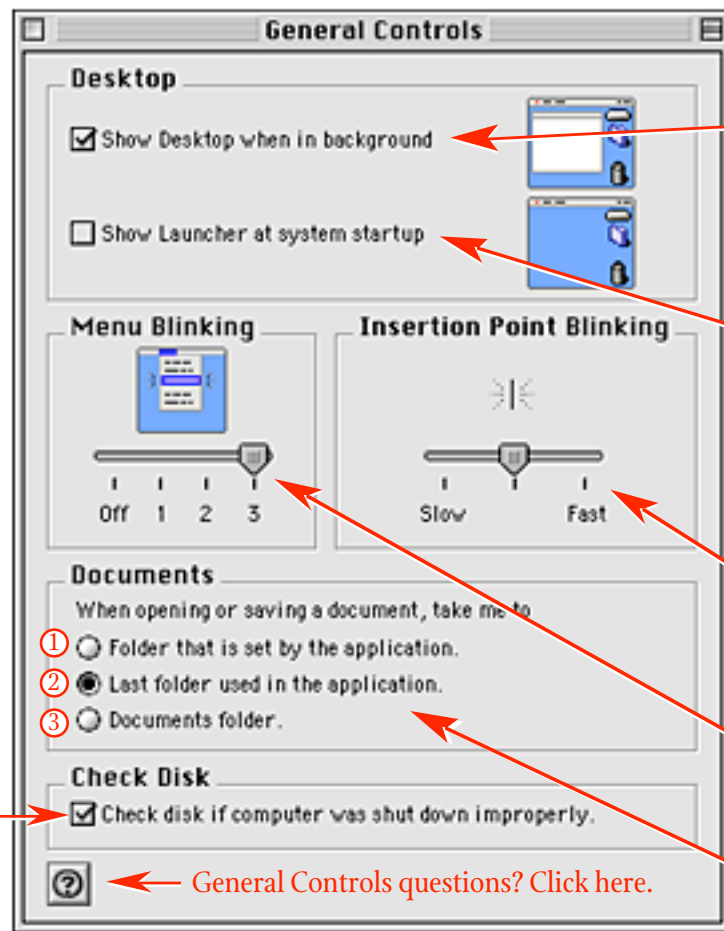 General Controls
Desktop
Show Desktop when in background
Show Launcher at system startup
Menu Blinking
Off 1 2 3
Insertion Point Blinking
Slow Fast
Documents
When opening or saving a document, take me to
1 Folder that is set by the application.
2 Last folder used in the application.
3 Documents folder.
Check Disk
Check disk if computer was shut down improperly.
? General Controls questions? Click here.